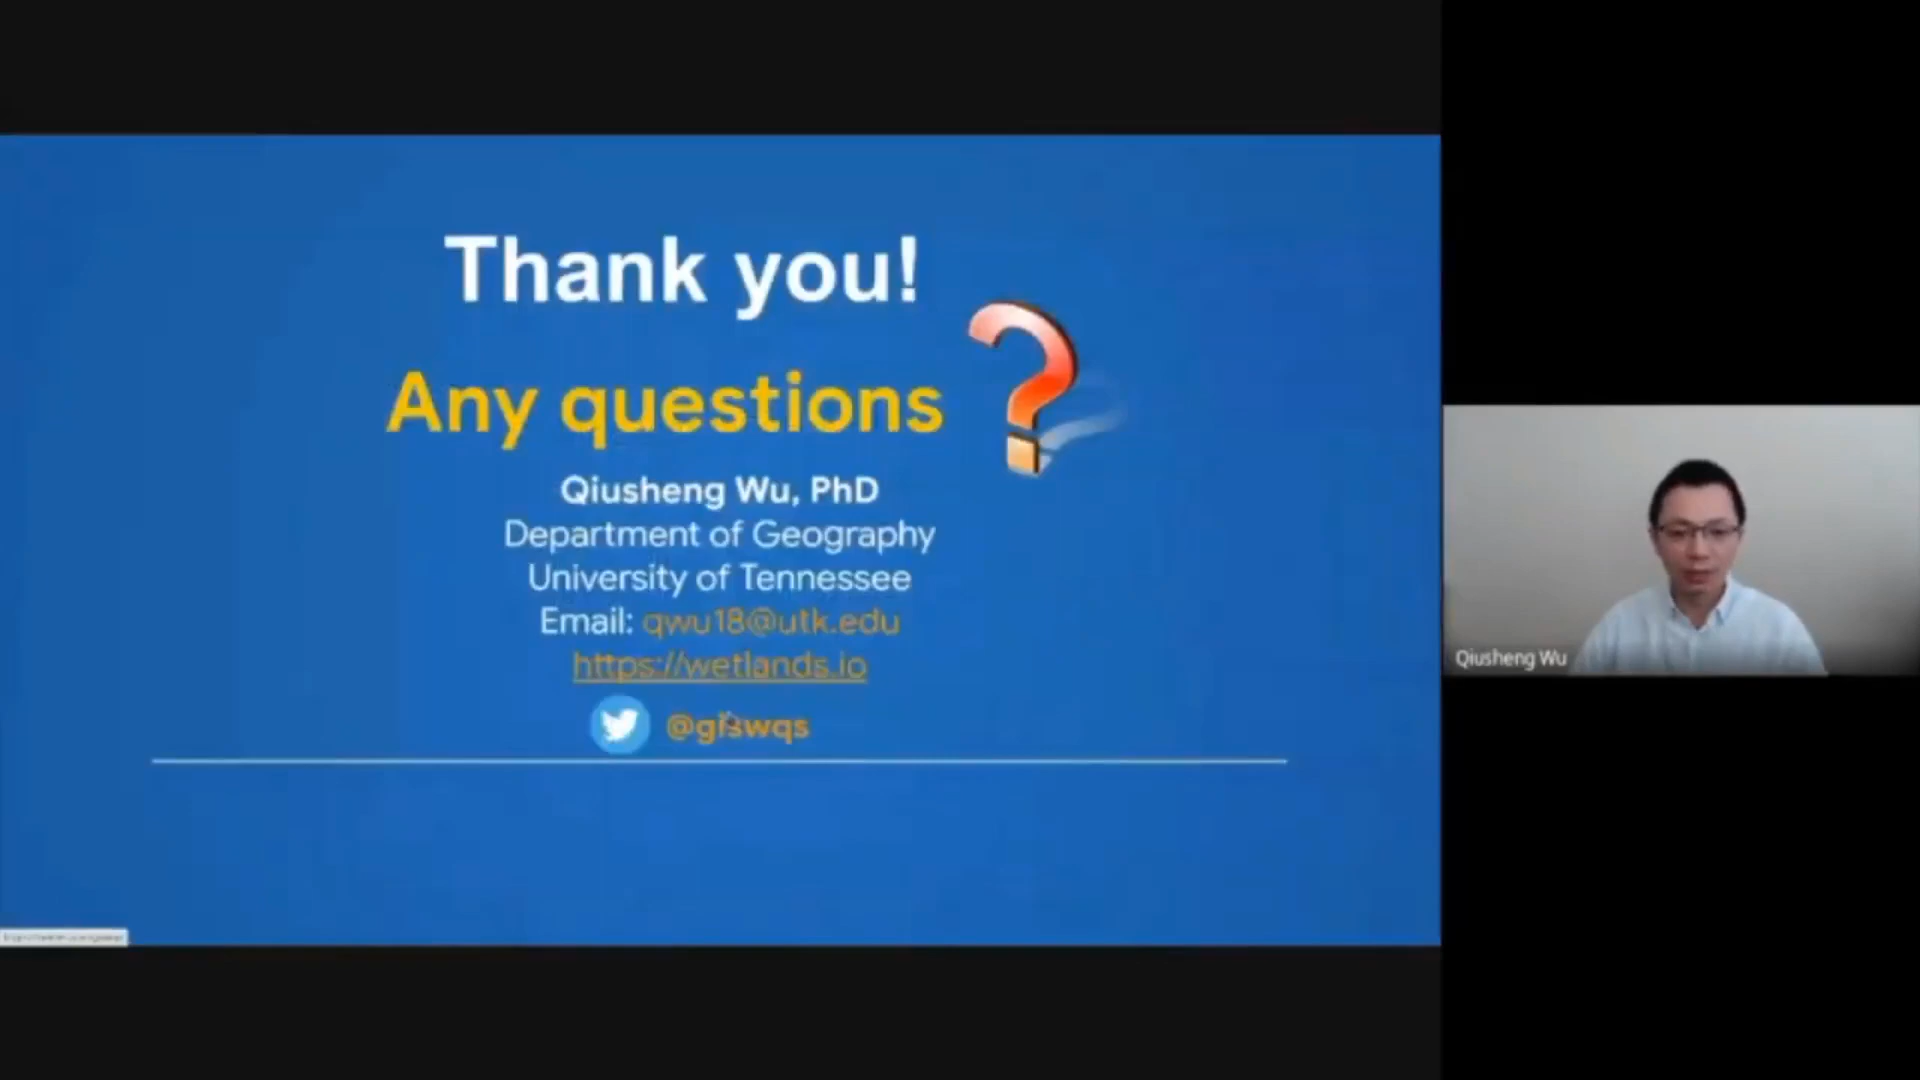 Thank you!
Any questions
?
Qiusheng Wu, PhD
Department of Geography
University of Tennessee
Email: qwu18@utk.edu
https://wetlands.io
@giswqs
Qiusheng Wu